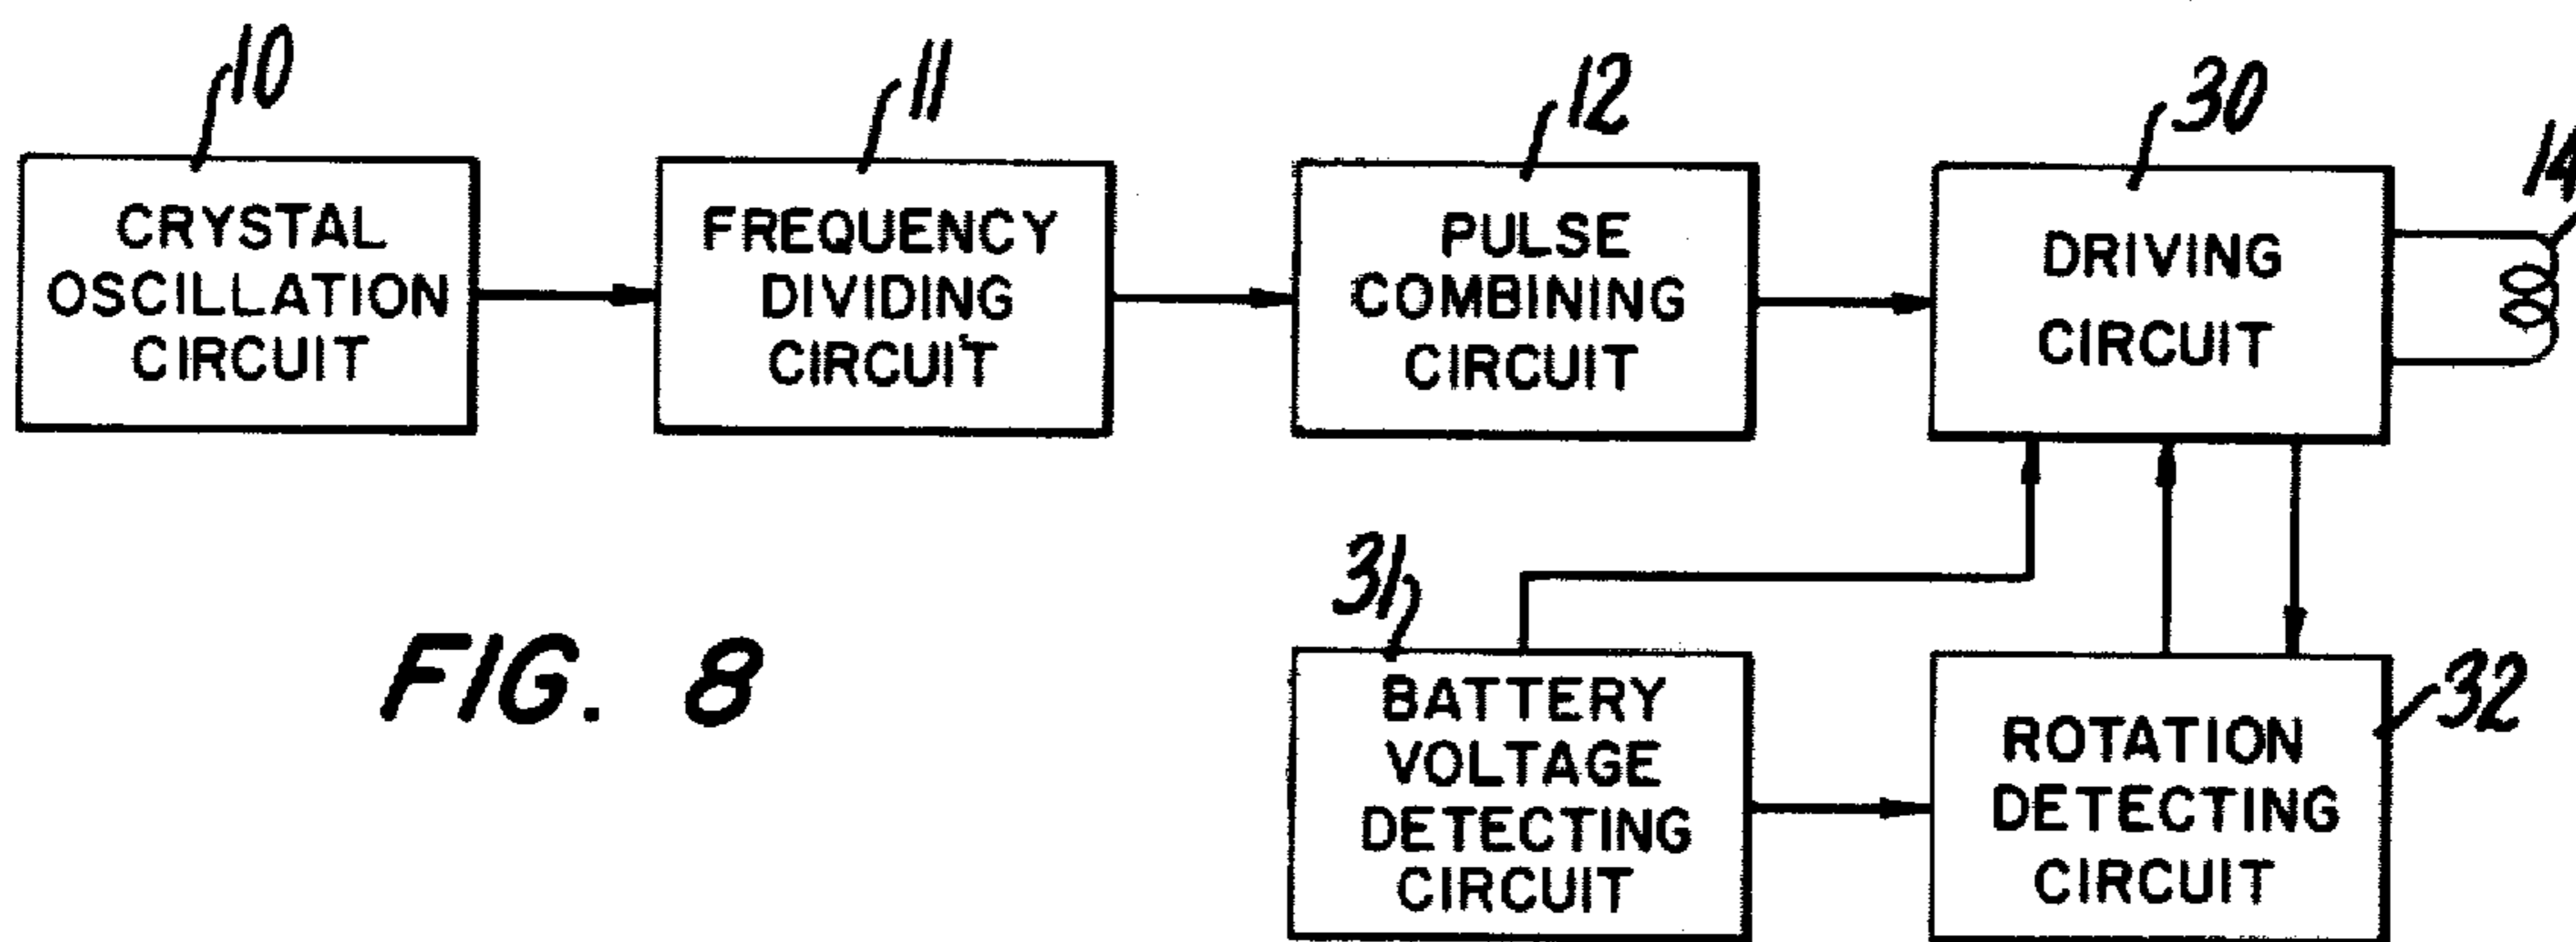 10
11
12
30
14
CRYSTAL
OSCILLATION
CIRCUIT
FREQUENCY
DIVIDING
CIRCUIT
PULSE
COMBINING
CIRCUIT
DRIVING
CIRCUIT
31
BATTERY
VOLTAGE
DETECTING
CIRCUIT
32
ROTATION
DETECTING
CIRCUIT
FIG. 8